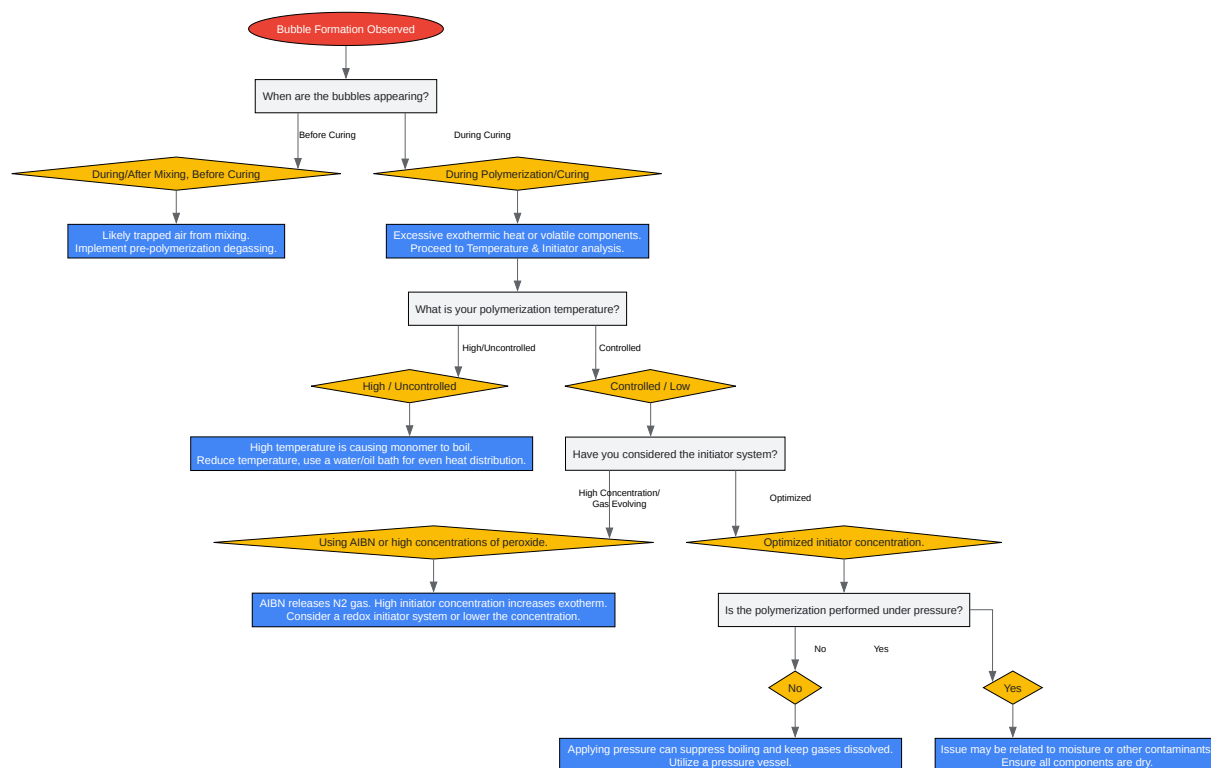 Bubble Formation Observed
When are the bubbles appearing?
Before Curing
During Curing
During/After Mixing, Before Curing
During Polymerization/Curing
Likely trapped air from mixing.
Implement pre-polymerization degassing.
Excessive exothermic heat or volatile components.
Proceed to Temperature & Initiator analysis.
What is your polymerization temperature?
High/Uncontrolled
Controlled
High / Uncontrolled
Controlled / Low
High temperature is causing monomer to boil.
Reduce temperature, use a water/oil bath for even heat distribution.
Have you considered the initiator system?
High Concentration/
Gas Evolving
Optimized
Using AIBN or high concentrations of peroxide.
Optimized initiator concentration.
AIBN releases N2 gas. High initiator concentration increases exotherm.
Consider a redox initiator system or lower the concentration.
Is the polymerization performed under pressure?
No
Yes
No
Yes
Applying pressure can suppress boiling and keep gases dissolved.
Utilize a pressure vessel.
Issue may be related to moisture or other contaminants
Ensure all components are dry.